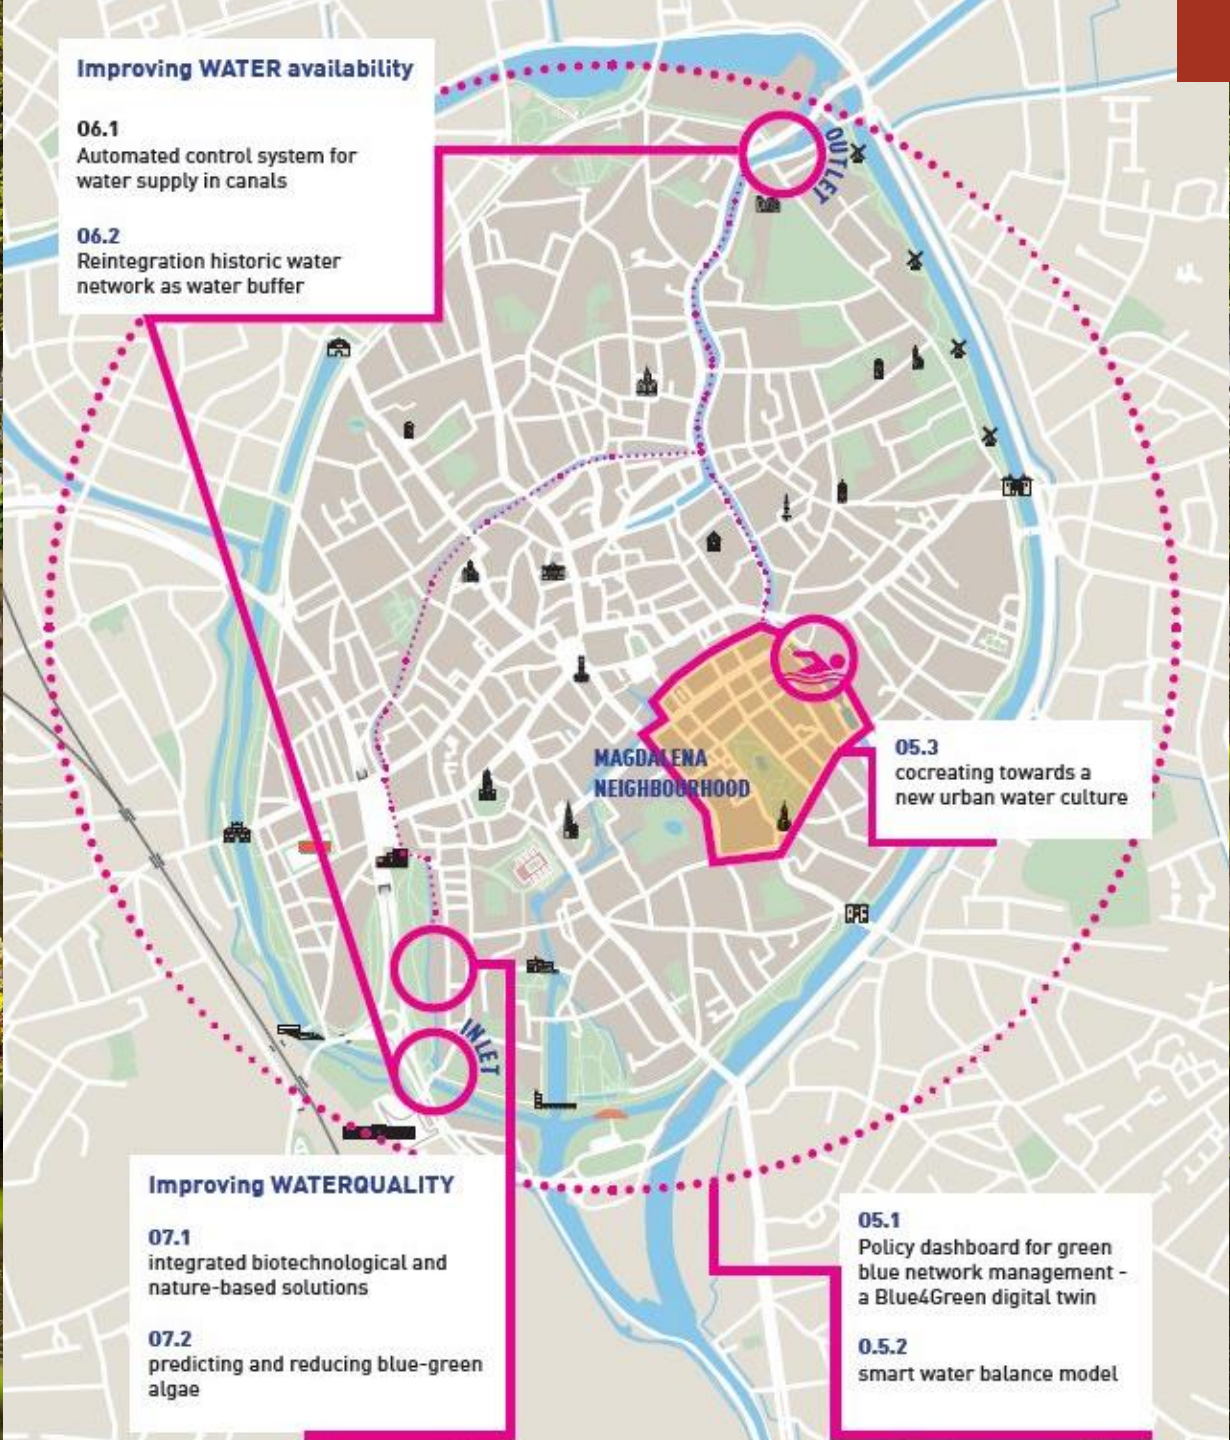 Improving WATER availability
06.1
Automated control system for
water supply in canals
06.2
Reintegration historic water
network as water buffer
OUTLET
MAGDALENA
NEIGHBOURHOOD
05.3
cocreating towards a
new urban water culture
INLET
Improving WATERQUALITY
07.1
integrated biotechnological and
nature-based solutions
07.2
predicting and reducing blue-green
algae
05.1
Policy dashboard for green
blue network management -
a Blue4Green digital twin
0.5.2
smart water balance model